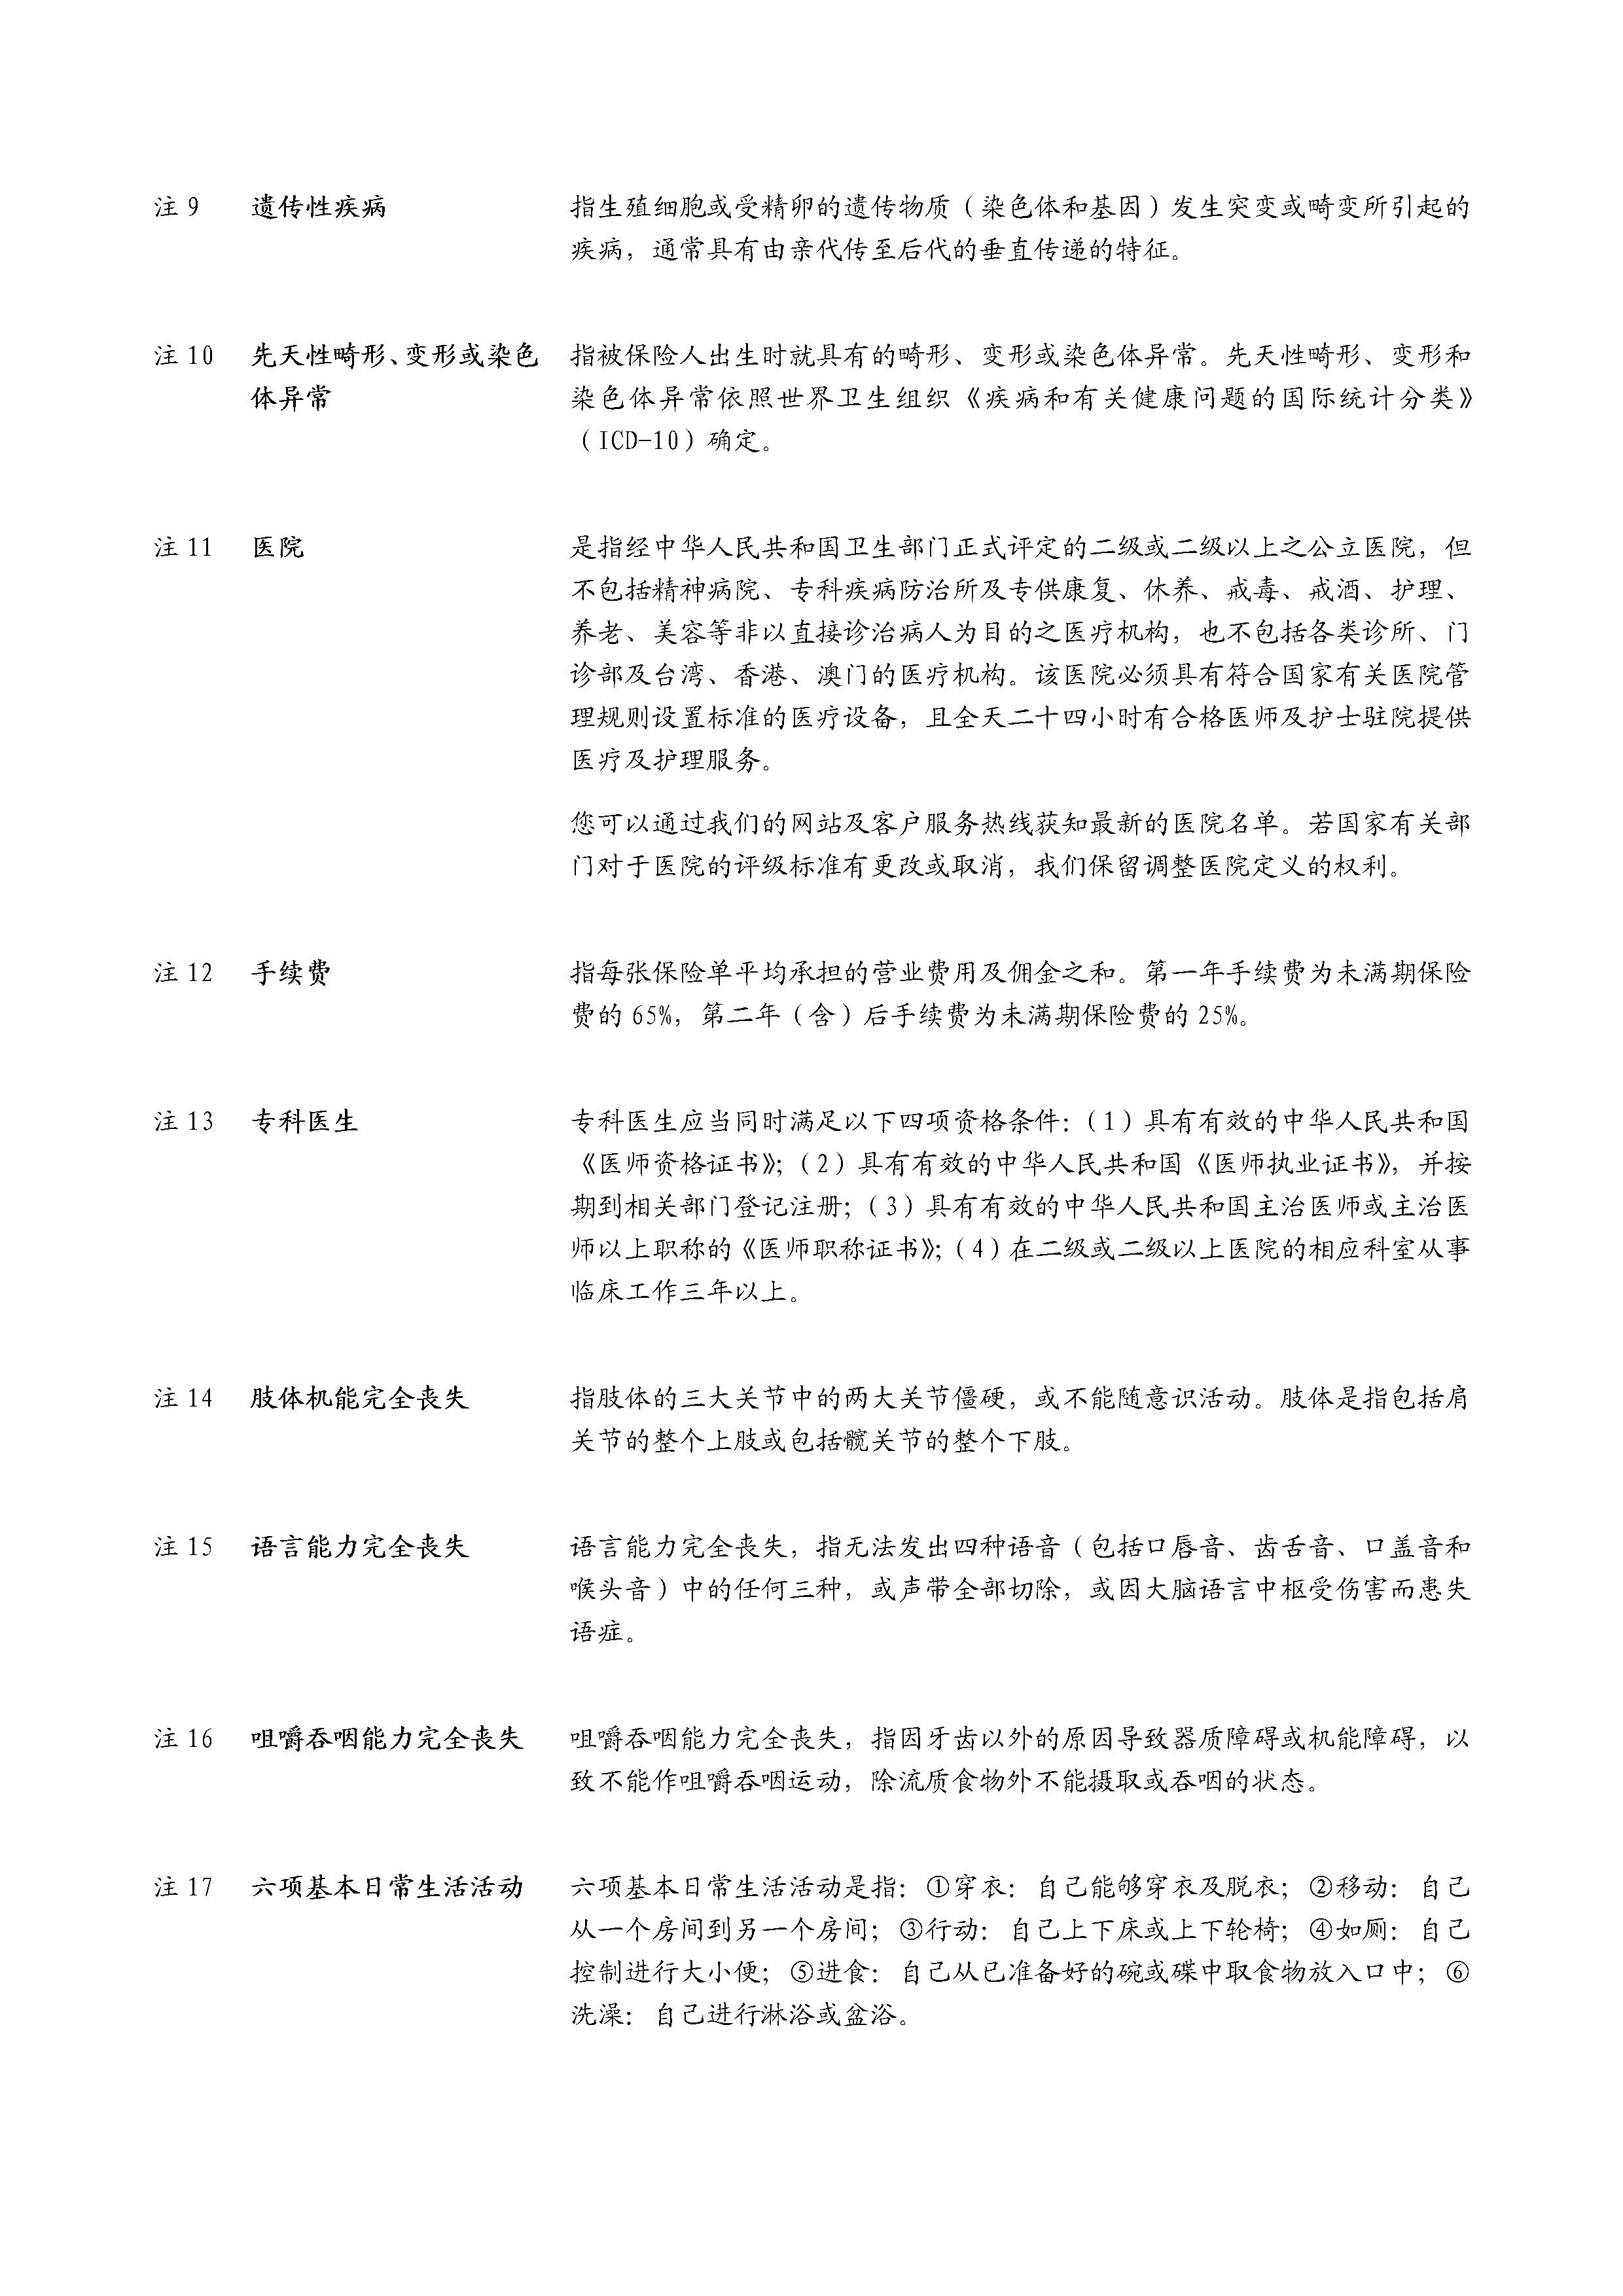 注 9 遗传性疾病 指生殖细胞或受精卵的遗传物质（染色体和基因）发生突变或畸变所引起的
疾病，通常具有由亲代传至后代的垂直传递的特征。
注 10 先天性畸形、变形或染色 指被保险人出生时就具有的畸形、变形或染色体异常。先天性畸形、变形和
体异常 染色体异常依照世界卫生组织《疾病和有关健康问题的国际统计分类》
（ICD-10）确定。
注 11 医院 是指经中华人民共和国卫生部门正式评定的二级或二级以上之公立医院，但
不包括精神病院、专科疾病防治所及专供康复、休养、戒毒、戒酒、护理、
养老、美容等非以直接诊治病人为目的之医疗机构，也不包括各类诊所、门
诊部及台湾、香港、澳门的医疗机构。该医院必须具有符合国家有关医院管
理规则设置标准的医疗设备，且全天二十四小时有合格医师及护士驻院提供
医疗及护理服务。
您可以通过我们的网站及客户服务热线获知最新的医院名单。若国家有关部
门对于医院的评级标准有更改或取消，我们保留调整医院定义的权利。
注 12 手续费 指每张保险单平均承担的营业费用及佣金之和。第一年手续费为未满期保险
费的 65%，第二年（含）后手续费为未满期保险费的 25%。
注 13 专科医生 专科医生应当同时满足以下四项资格条件：（1）具有有效的中华人民共和国
《医师资格证书》；（2）具有有效的中华人民共和国《医师执业证书》，并按
期到相关部门登记注册；（3）具有有效的中华人民共和国主治医师或主治医
师以上职称的《医师职称证书》；（4）在二级或二级以上医院的相应科室从事
临床工作三年以上。
注 14 肢体机能完全丧失 指肢体的三大关节中的两大关节僵硬，或不能随意识活动。肢体是指包括肩
关节的整个上肢或包括髋关节的整个下肢。
注 15 语言能力完全丧失 语言能力完全丧失，指无法发出四种语音（包括口唇音、齿舌音、口盖音和
喉头音）中的任何三种，或声带全部切除，或因大脑语言中枢受伤害而患失
语症。
注 16 咀嚼吞咽能力完全丧失 咀嚼吞咽能力完全丧失，指因牙齿以外的原因导致器质障碍或机能障碍，以
致不能作咀嚼吞咽运动，除流质食物外不能摄取或吞咽的状态。
注 17 六项基本日常生活活动 六项基本日常生活活动是指：①穿衣：自己能够穿衣及脱衣；②移动：自己
从一个房间到另一个房间；③行动：自己上下床或上下轮椅；④如厕：自己
控制进行大小便；⑤进食：自己从已准备好的碗或碟中取食物放入口中；⑥
洗澡：自己进行淋浴或盆浴。